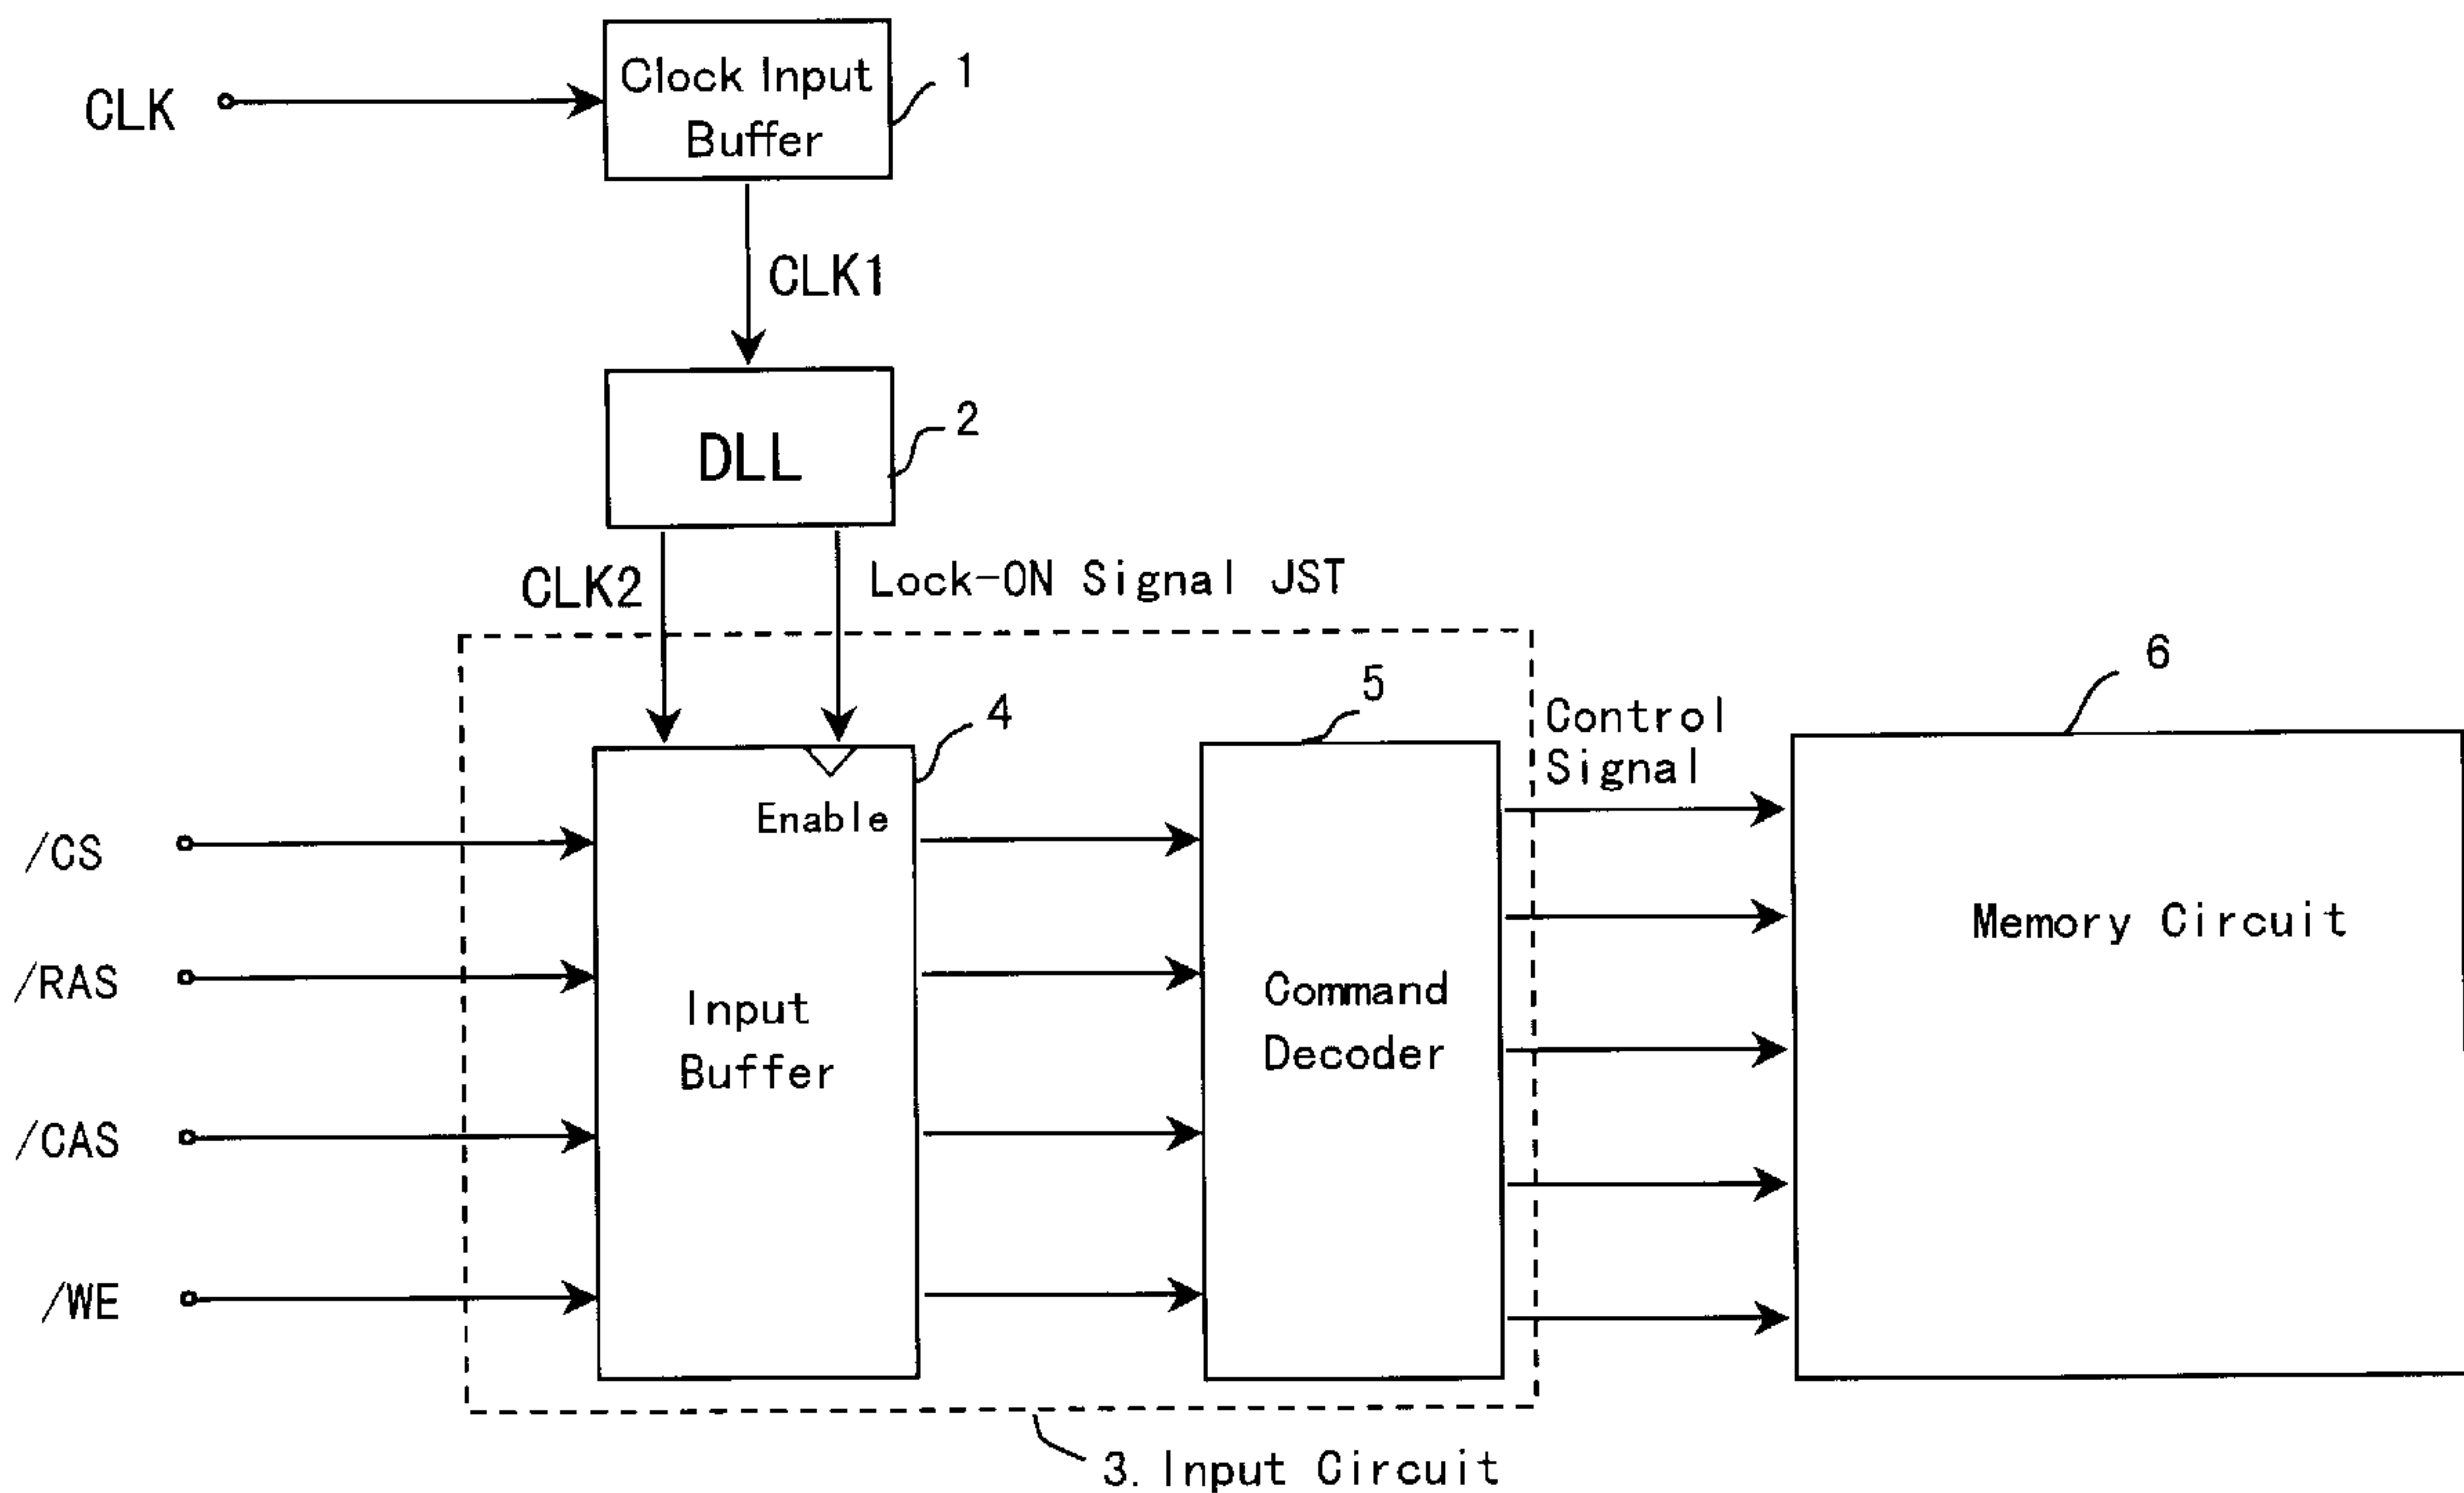 Clock Input
Buffer
1
CLK
CLK1
DLL
2
CLK2
Lock-ON Signal JST
4
5
Control
Signal
6
Enable
/CS
/RAS
/CAS
/WE
Input
Buffer
Command
Decoder
Memory Circuit
3. Input Circuit